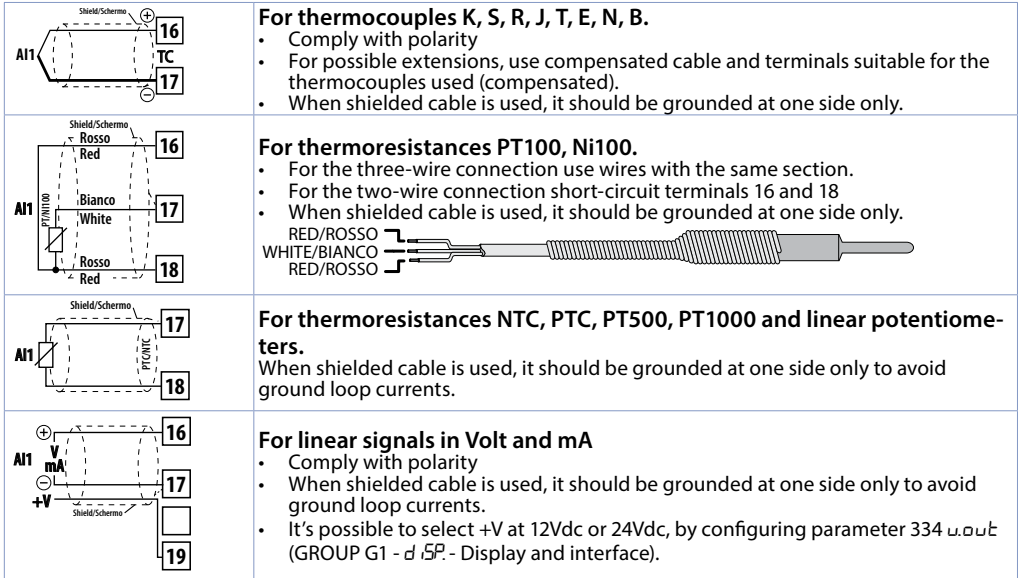 Shield/Schermo
⊕
16
AI1
TC
17
⊖
For thermocouples K, S, R, J, T, E, N, B.
• Comply with polarity
• For possible extensions, use compensated cable and terminals suitable for the
thermocouples used (compensated).
• When shielded cable is used, it should be grounded at one side only.
Shield/Schermo
Rosso
Red
16
AI1
PT/NI100
Bianco
White
17
Rosso
Red
18
For thermoresistances PT100, Ni100.
• For the three-wire connection use wires with the same section.
• For the two-wire connection short-circuit terminals 16 and 18
• When shielded cable is used, it should be grounded at one side only.
RED/ROSSO
WHITE/BIANCO
RED/ROSSO
Shield/Schermo
17
AI1
PTC/NTC
18
For thermoresistances NTC, PTC, PT500, PT1000 and linear potentiome-
ters.
When shielded cable is used, it should be grounded at one side only to avoid
ground loop currents.
⊕
16
V
AI1
mA
⊖
17
+V
Shield/Schermo
19
For linear signals in Volt and mA
• Comply with polarity
• When shielded cable is used, it should be grounded at one side only to avoid
ground loop currents.
• It's possible to select +V at 12Vdc or 24Vdc, by configuring parameter 334 u.out
(GROUP G1 - d iSP. - Display and interface).